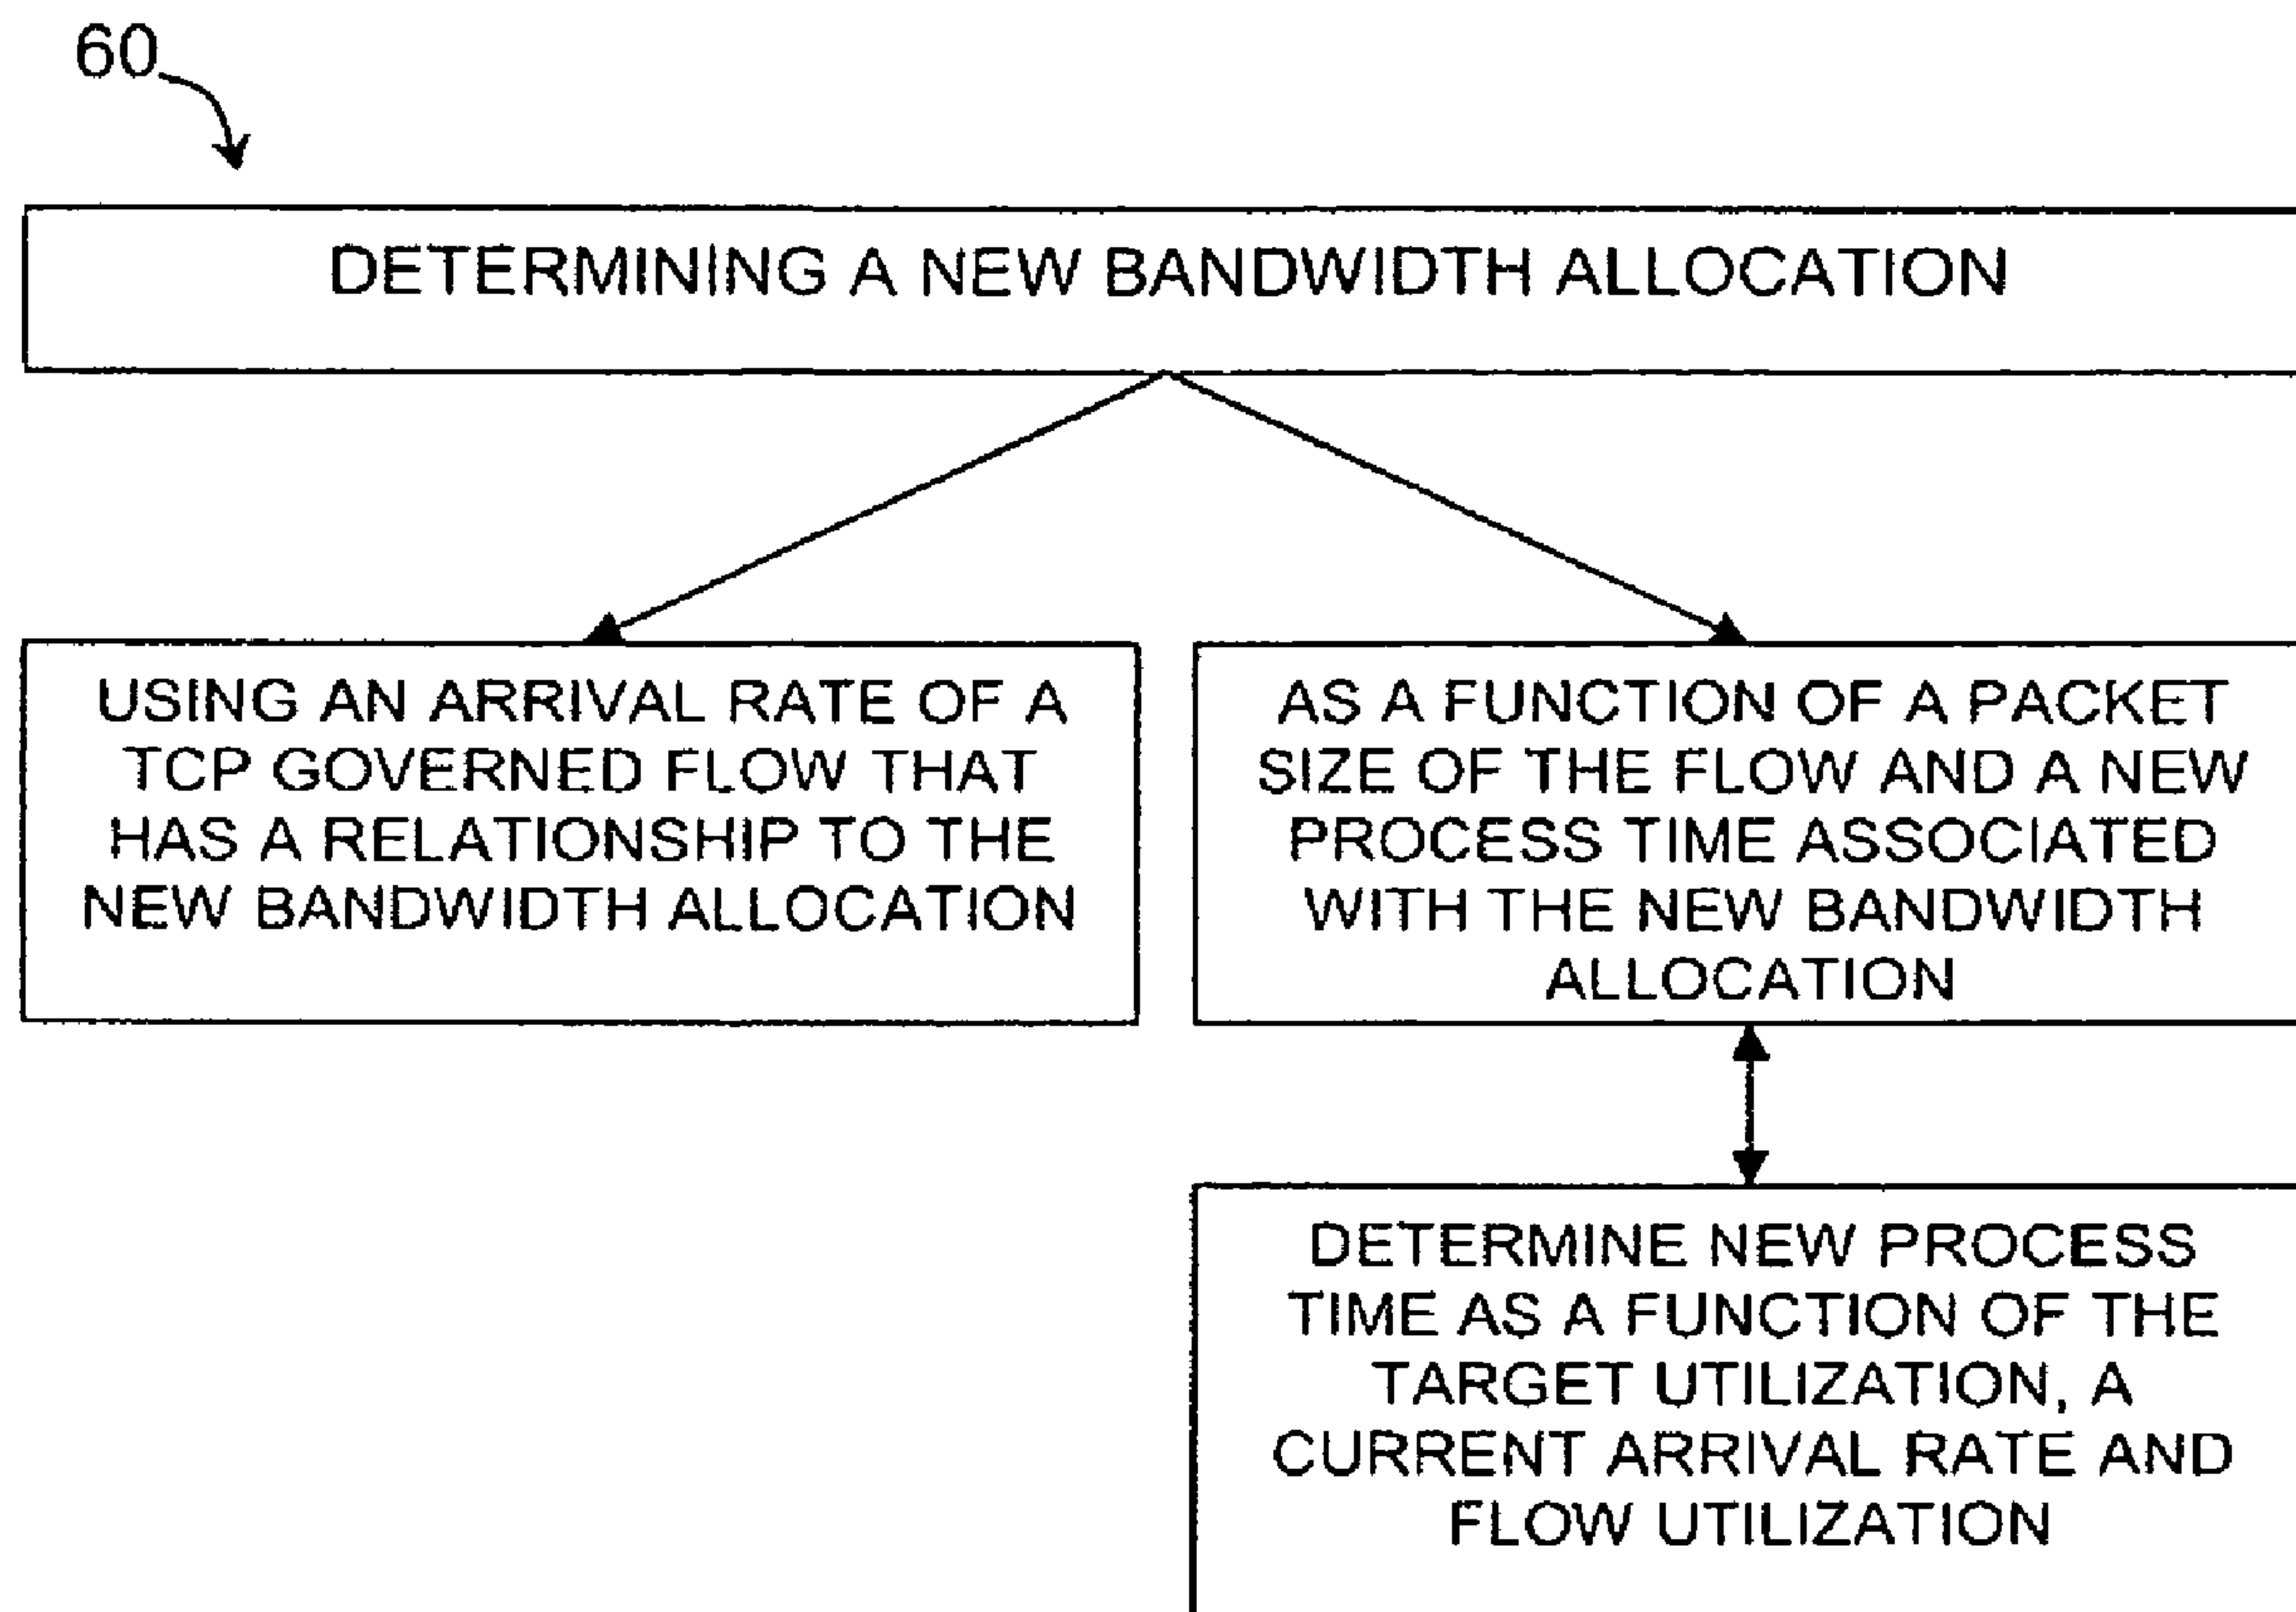 60
DETERMINING A NEW BANDWIDTH ALLOCATION
USING AN ARRIVAL RATE OF A
TCP GOVERNED FLOW THAT
HAS A RELATIONSHIP TO THE
NEW BANDWIDTH ALLOCATION
AS A FUNCTION OF A PACKET
SIZE OF THE FLOW AND A NEW
PROCESS TIME ASSOCIATED
WITH THE NEW BANDWIDTH
ALLOCATION
DETERMINE NEW PROCESS
TIME AS A FUNCTION OF THE
TARGET UTILIZATION, A
CURRENT ARRIVAL RATE AND
FLOW UTILIZATION